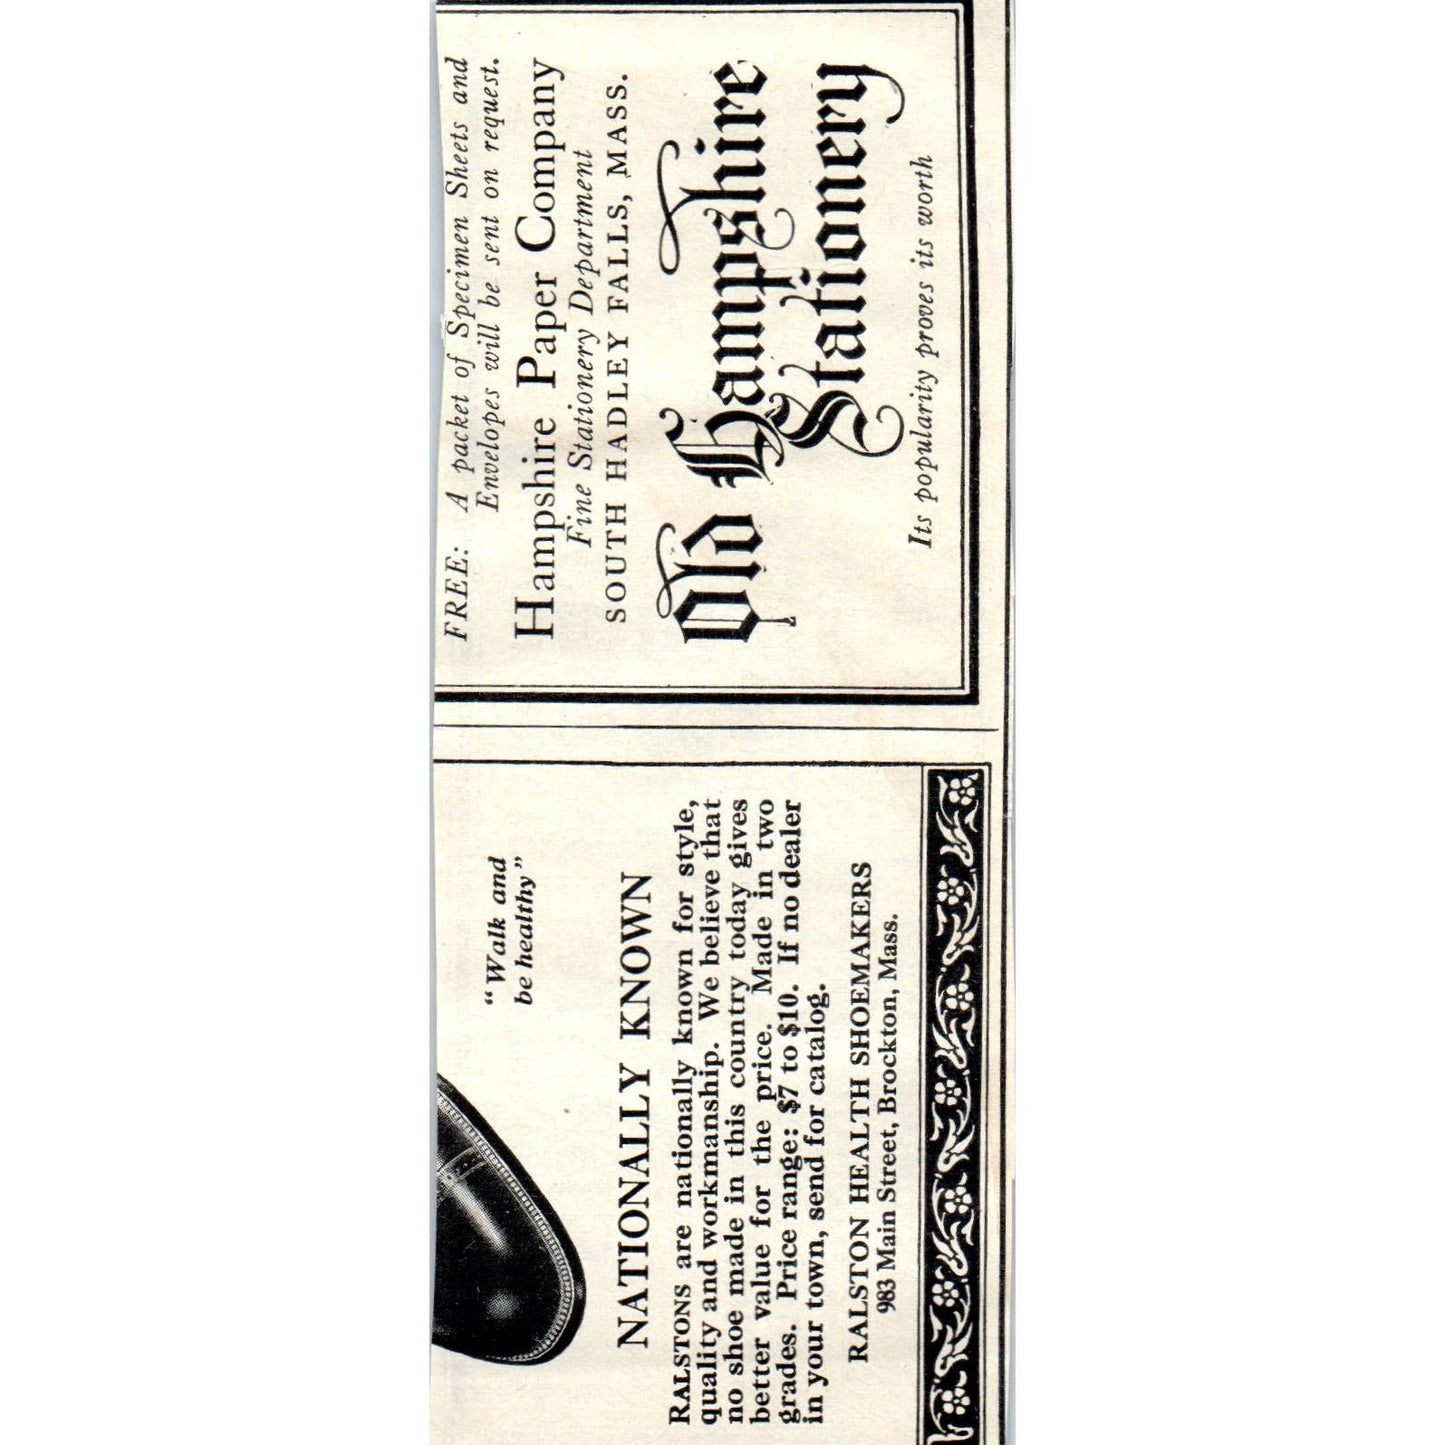 "Walk and
be healthy"
NATIONALLY KNOWN
RALSTONS are nationally known for style,
quality and workmanship. We believe that
no shoe made in this country today gives
better value for the price. Made in two
grades. Price range: $7 to $10. If no dealer
in your town, send for catalog.
RALSTON HEALTH SHOEMAKERS
983 Main Street, Brockton, Mass.
FREE: A packet of Specimen Sheets and
Envelopes will be sent on request.
Hampshire Paper Company
Fine Stationery Department
SOUTH HADLEY FALLS, MASS.
Old Hampshire
Stationery
Its popularity proves its worth